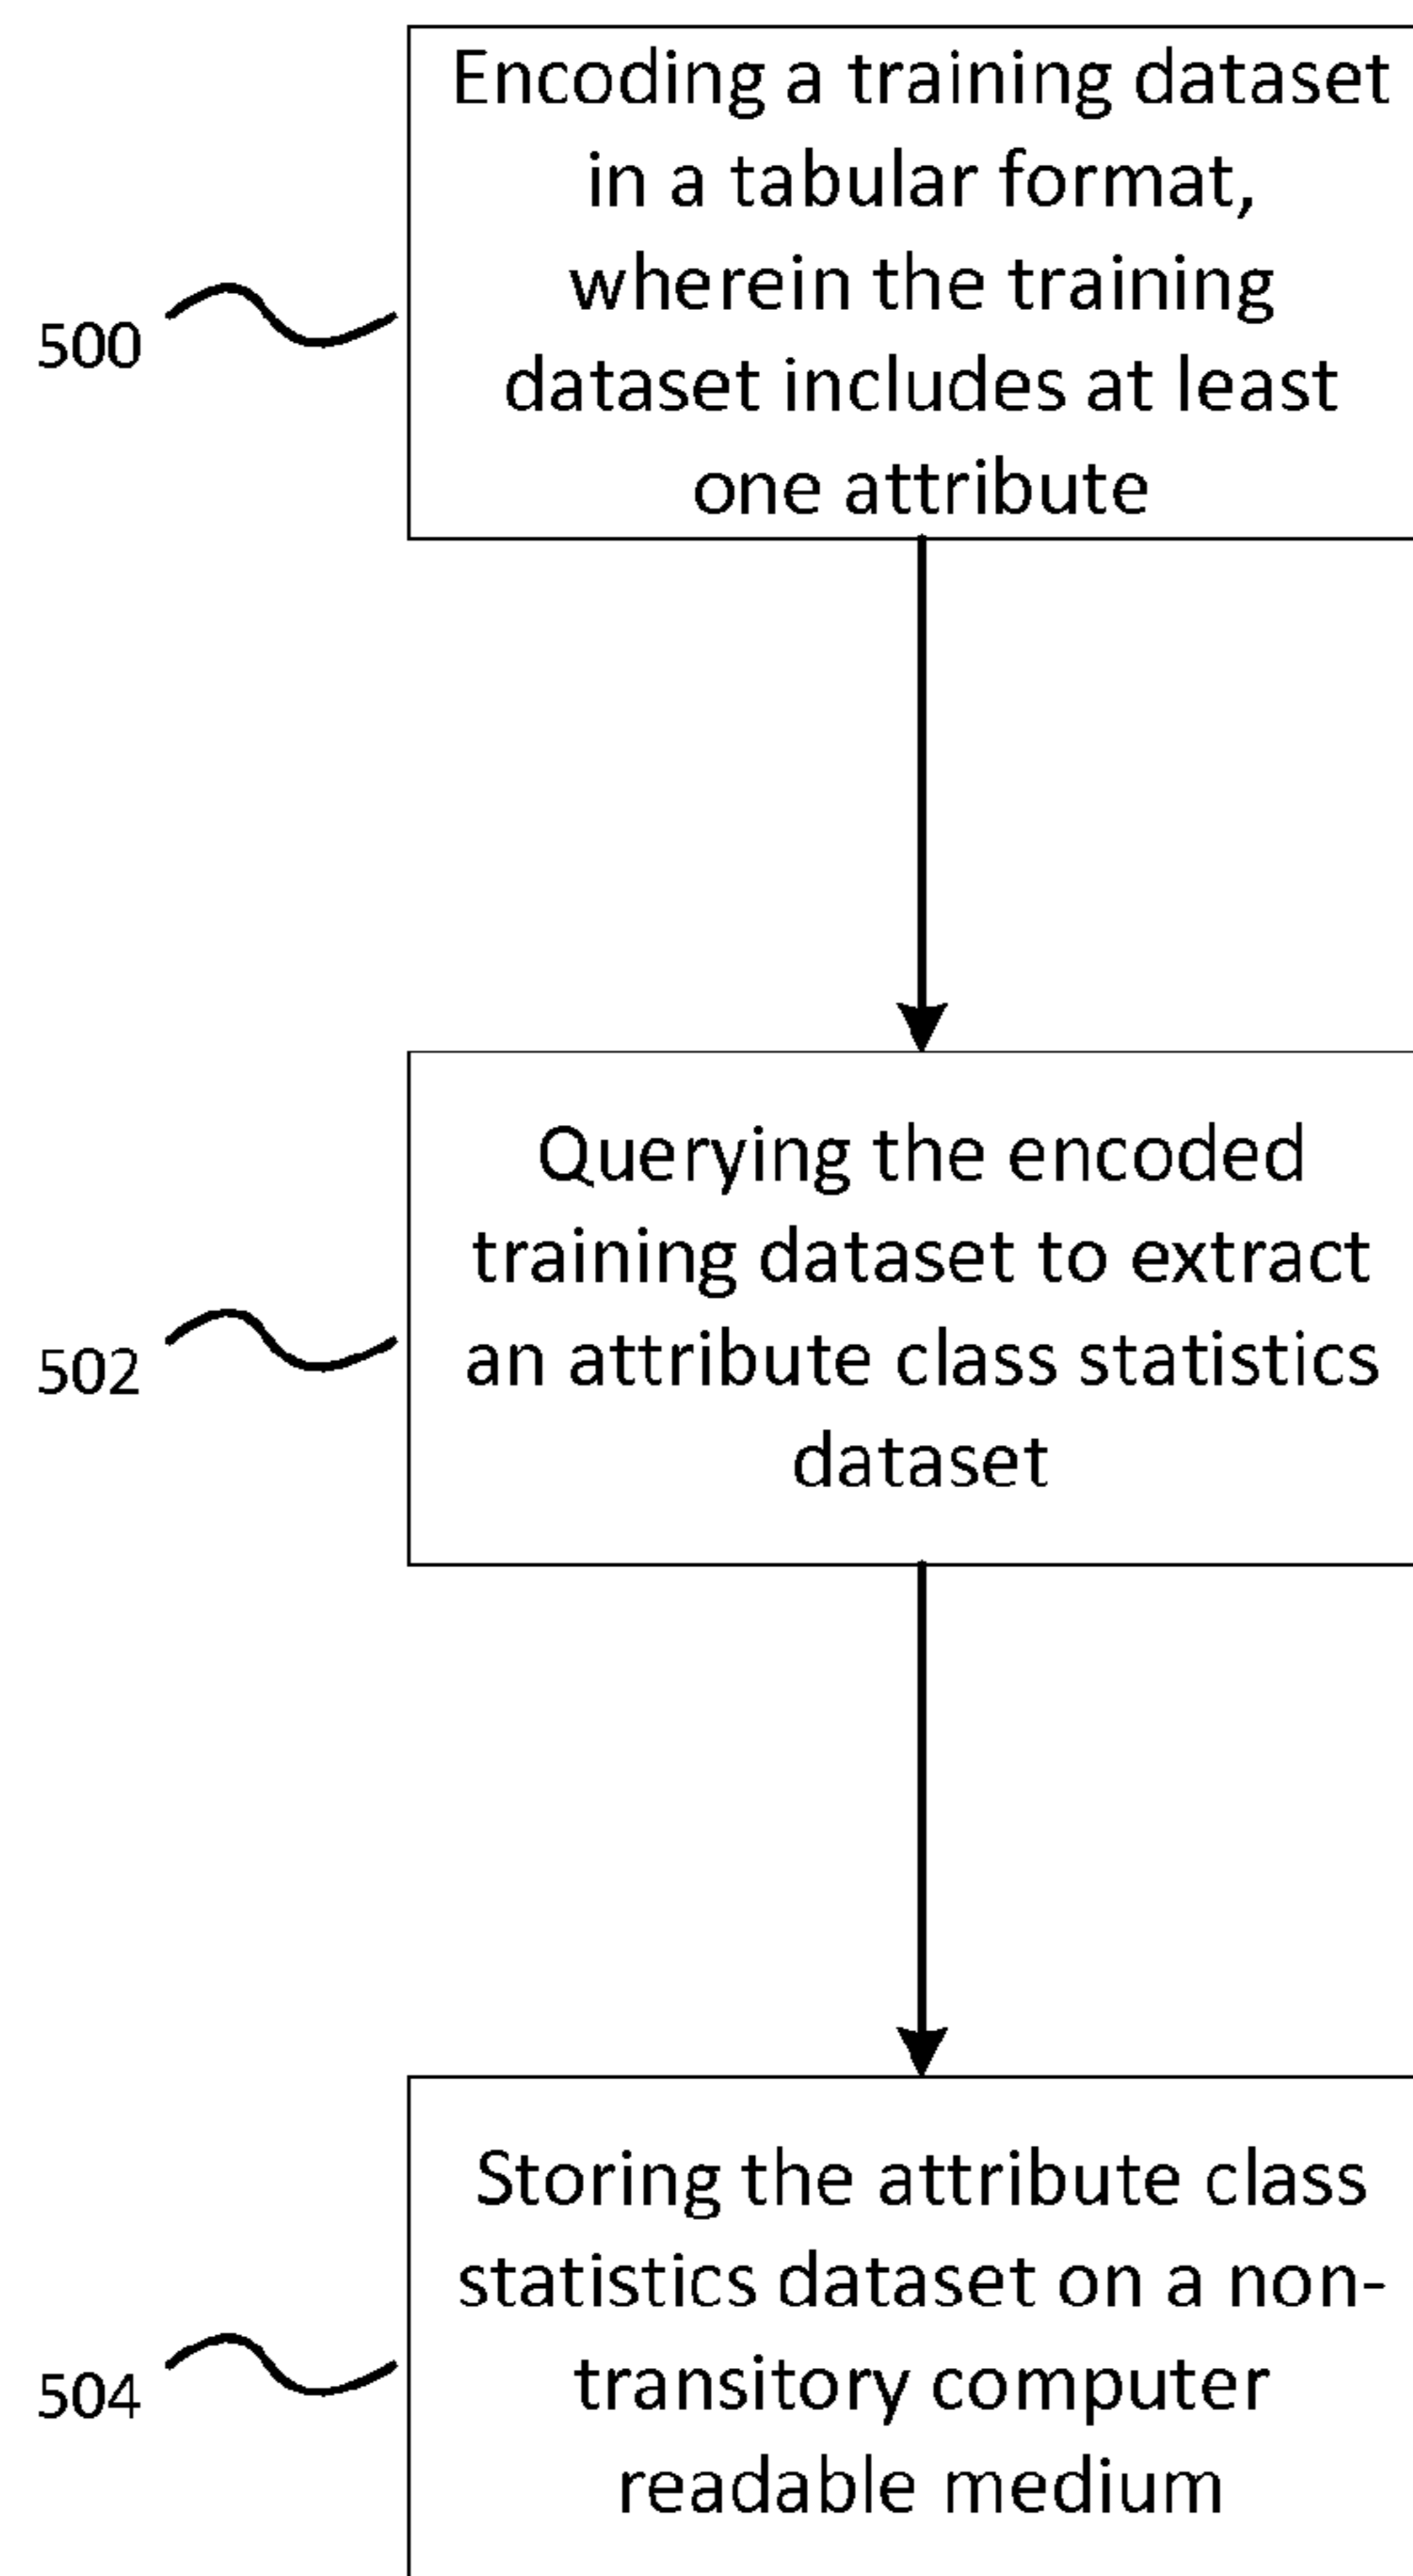 Encoding a training dataset
in a tabular format,
wherein the training
dataset includes at least
one attribute
500
Querying the encoded
training dataset to extract
an attribute class statistics
dataset
502
Storing the attribute class
statistics dataset on a non-
transitory computer
readable medium
504